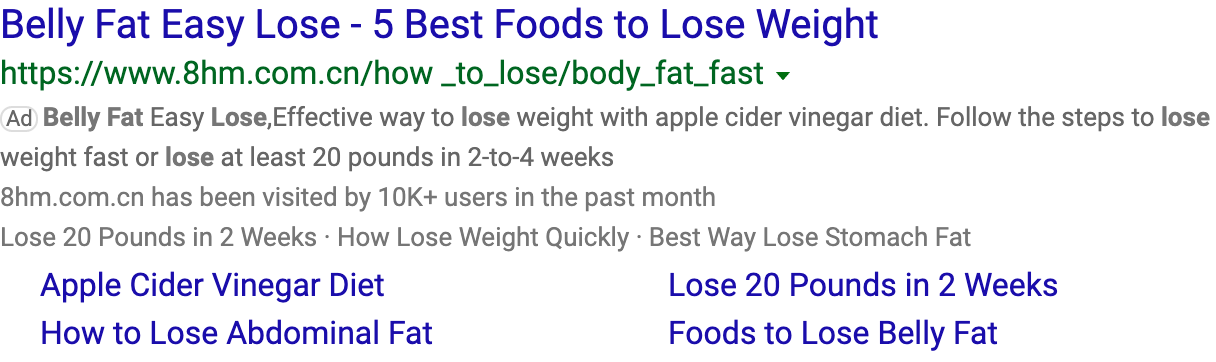 Belly Fat Easy Lose - 5 Best Foods to Lose Weight
https://www.8hm.com.cn/how _to_lose/body_fat_fast
Ad Belly Fat Easy Lose,Effective way to lose weight with apple cider vinegar diet. Follow the steps to lose
weight fast or lose at least 20 pounds in 2-to-4 weeks
8hm.com.cn has been visited by 10K+ users in the past month
Lose 20 Pounds in 2 Weeks · How Lose Weight Quickly · Best Way Lose Stomach Fat
Apple Cider Vinegar Diet Lose 20 Pounds in 2 Weeks
How to Lose Abdominal Fat Foods to Lose Belly Fat